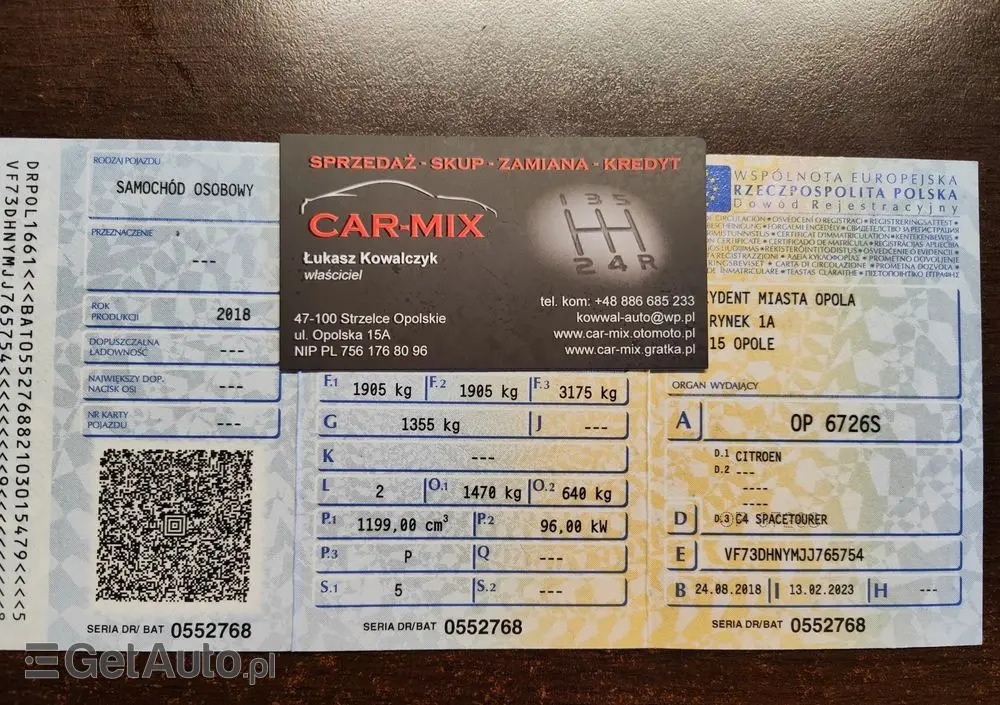 DRPOL1661<<<BAT0552768821030154 79<<<<<5
RODZAJ POJAZDU
SAMOCHÓD OSOBOWY
PRZEZNACZENIE
---
ROK PRODUKCJI
2018
DOPUSZCZALNA ŁADOWNOŚĆ
---
NAJWIĘKSZY DOP. NACISK OSI
---
NR KARTY POJAZDU
---
SERIA DR/ BAT 0552768
SPRZEDAŻ - SKUP - ZAMIANA - KREDYT
CAR-MIX
Łukasz Kowalczyk
właściciel
47-100 Strzelce Opolskie
ul. Opolska 15A
NIP PL 756 176 80 96
1 3 5
2 4 R
tel. kom: +48 886 685 233
kowwal-auto@wp.pl
www.car-mix.otomoto.pl
www.car-mix.gratka.pl
F.1 1905 kg F.2 1905 kg F.3 3175 kg
G 1355 kg J ---
K ---
L 2 O.1 1470 kg O.2 640 kg
P.1 1199,00 cm³ P.2 96,00 kW
P.3 P Q ---
S.1 5 S.2 ---
SERIA DR/ BAT 0552768
WSPÓLNOTA EUROPEJSKA
RZECZPOSPOLITA POLSKA
Dowód Rejestracyjny
YDENT MIASTA OPOLA
RYNEK 1A
15 OPOLE
ORGAN WYDAJĄCY
A OP 6726S
D.1 CITROEN
D.2 ---
----
D D.3 C4 SPACETOURER
E VF73DHNYMJJ765754
B 24.08.2018 I 13.02.2023 H ---
SERIA DR/ BAT 0552768
GetAuto.pl